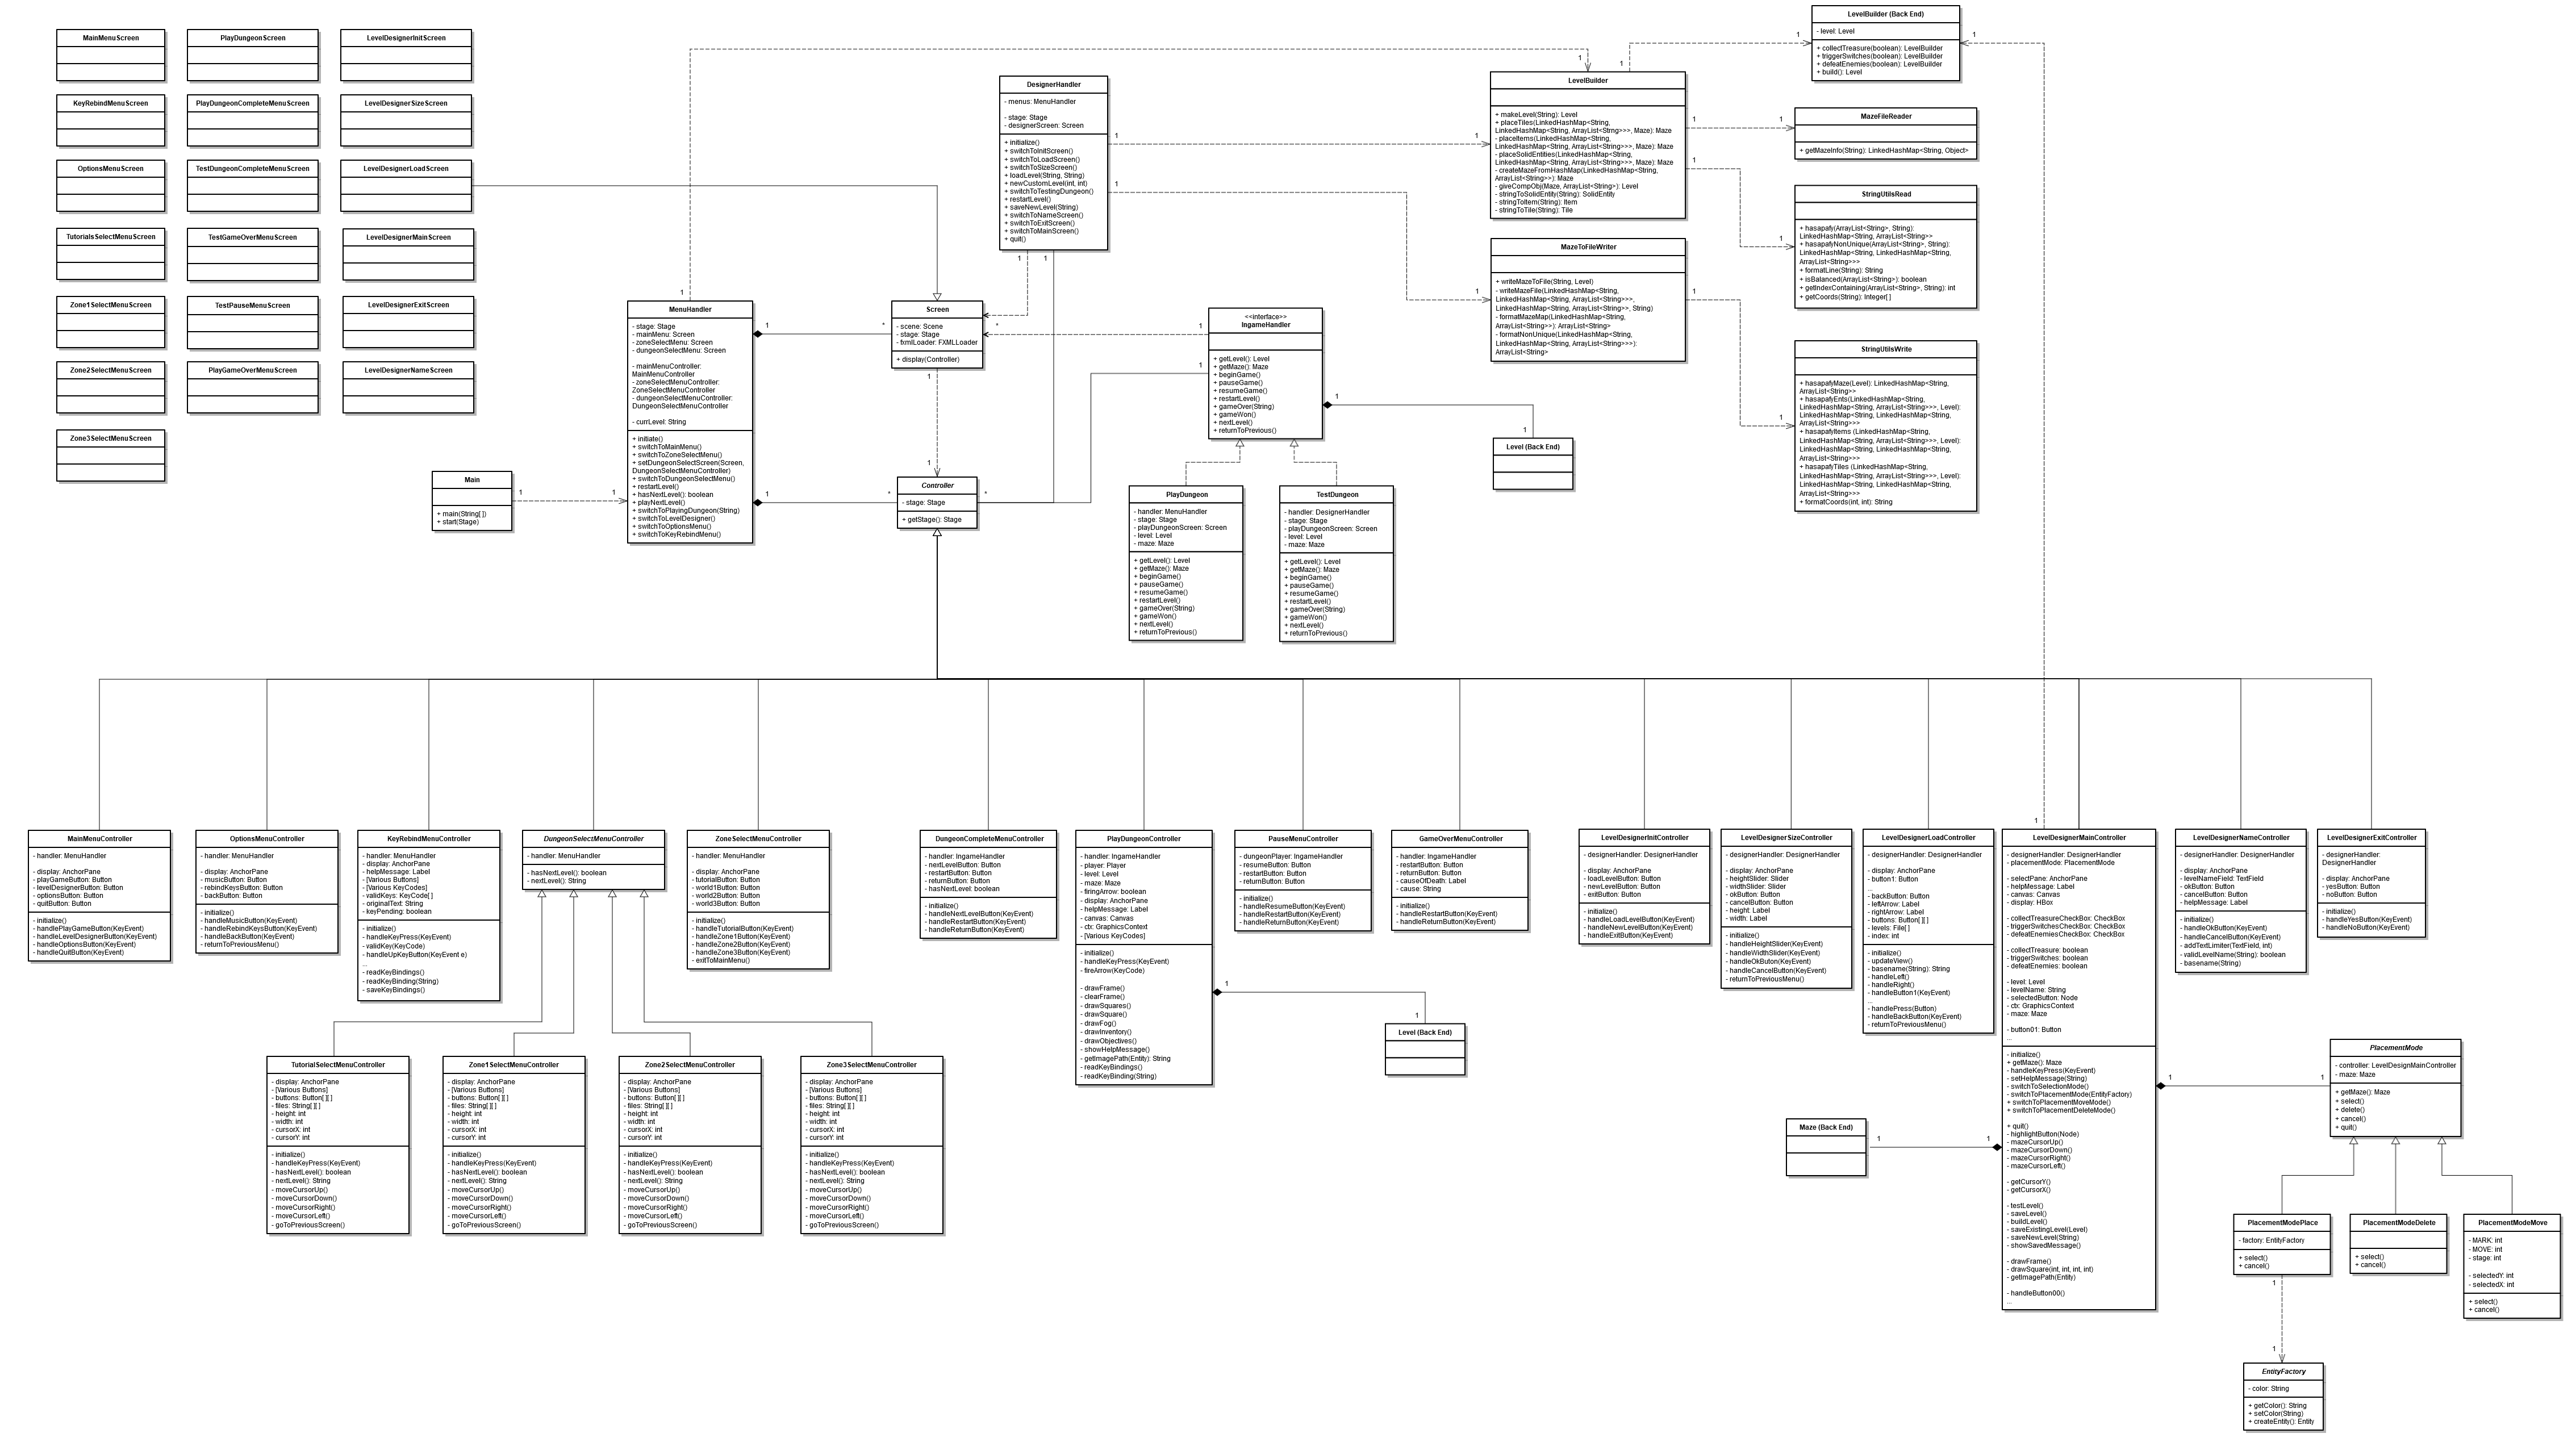 MainMenuScreen
PlayDungeonScreen
LevelDesignerInitScreen
KeyRebindMenuScreen
PlayDungeonCompleteMenuScreen
LevelDesignerSizeScreen
OptionsMenuScreen
TestDungeonCompleteMenuScreen
LevelDesignerLoadScreen
TutorialsSelectMenuScreen
TestGameOverMenuScreen
LevelDesignerMainScreen
Zone1SelectMenuScreen
TestPauseMenuScreen
LevelDesignerExitScreen
Zone2SelectMenuScreen
PlayGameOverMenuScreen
LevelDesignerNameScreen
Zone3SelectMenuScreen
Main
+ main(String[ ])
+ start(Stage)
1
1
1
MenuHandler
- stage: Stage
- mainMenu: Screen
- zoneSelectMenu: Screen
- dungeonSelectMenu: Screen
- mainMenuController:
MainMenuController
- zoneSelectMenuController:
ZoneSelectMenuController
- dungeonSelectMenuController:
DungeonSelectMenuController
- currLevel: String
+ initiate()
+ switchToMainMenu()
+ switchToZoneSelectMenu()
+ setDungeonSelectScreen(Screen,
DungeonSelectMenuController)
+ switchToDungeonSelectMenu()
+ restartLevel()
+ hasNextLevel(): boolean
+ playNextLevel()
+ switchToPlayingDungeon(String)
+ switchToLevelDesigner()
+ switchToOptionsMenu()
+ switchToKeyRebindMenu()
1
*
1
*
Screen
- scene: Scene
- stage: Stage
- fxmlLoader: FXMLLoader
+ display(Controller)
*
1
1
1
Controller
- stage: Stage
+ getStage(): Stage
*
DesignerHandler
- menus: MenuHandler
- stage: Stage
- designerScreen: Screen
+ initialize()
+ switchToInitScreen()
+ switchToLoadScreen()
+ switchToSizeScreen()
+ loadLevel(String, String)
+ newCustomLevel(int, int)
+ switchToTestingDungeon()
+ restartLevel()
+ saveNewLevel(String)
+ switchToNameScreen()
+ switchToExitScreen()
+ switchToMainScreen()
+ quit()
1
1
1
1
1
1
<<interface>>
IngameHandler
+ getLevel(): Level
+ getMaze(): Maze
+ beginGame()
+ pauseGame()
+ resumeGame()
+ restartLevel()
+ gameOver(String)
+ gameWon()
+ nextLevel()
+ returnToPrevious()
1
1
1
Level (Back End)
PlayDungeon
- handler: MenuHandler
- stage: Stage
- playDungeonScreen: Screen
- level: Level
- maze: Maze
+ getLevel(): Level
+ getMaze(): Maze
+ beginGame()
+ pauseGame()
+ resumeGame()
+ restartLevel()
+ gameOver(String)
+ gameWon()
+ nextLevel()
+returnToPrevious()
TestDungeon
- handler: DesignerHandler
- stage: Stage
- playDungeonScreen: Screen
- level: Level
- maze: Maze
+ getLevel(): Level
+ getMaze(): Maze
+ beginGame()
+ pauseGame()
+ resumeGame()
+ restartLevel()
+ gameOver(String)
+ gameWon()
+ nextLevel()
+ returnToPrevious()
1
1
LevelBuilder
+ makeLevel(String): Level
+ placeTiles(LinkedHashMap<String,
LinkedHashMap<String, ArrayList<Strng>>>, Maze): Maze
- placeItems(LinkedHashMap<String,
LinkedHashMap<String, ArrayList<String>>>, Maze): Maze
- placeSolidEntities(LinkedHashMap<String,
LinkedHashMap<String, ArrayList<String>>>, Maze): Maze
- createMazeFromHashMap(LinkedHashMap<String,
ArrayList<String>>): Maze
- giveCompObj(Maze, ArrayList<String>): Level
- stringToSolidEntity(String): SolidEntity
- stringToItem(String): Item
- stringToTile(String): Tile
1
1
1
1
MazeToFileWriter
+ writeMazeToFile(String, Level)
- writeMazeFile(LinkedHashMap<String,
LinkedHashMap<String, ArrayList<String>>>,
LinkedHashMap<String, ArrayList<String>>, String)
- formatMazeMap(LinkedHashMap<String,
ArrayList<String>>): ArrayList<String>
- formatNonUnique(LinkedHashMap<String,
LinkedHashMap<String, ArrayList<String>>>):
ArrayList<String>
1
1
1
1
LevelBuilder (Back End)
- level: Level
+ collectTreasure(boolean): LevelBuilder
+ triggerSwitches(boolean): LevelBuilder
+ defeatEnemies(boolean): LevelBuilder
+ build(): Level
MazeFileReader
+ getMazeInfo(String): LinkedHashMap<String, Object>
StringUtilsRead
+ hasapafy(ArrayList<String>, String):
LinkedHashMap<String, ArrayList<String>>
+ hasapafyNonUnique(ArrayList<String>, String):
LinkedHashMap<String, LinkedHashMap<String,
ArrayList<String>>>
+ formatLine(String): String
+ isBalanced(ArrayList<String>): boolean
+ getIndexContaining(ArrayList<String>, String): int
+ getCoords(String): Integer[ ]
StringUtilsWrite
+ hasapafyMaze(Level): LinkedHashMap<String,
ArrayList<String>>
+ hasapafyEnts(LinkedHashMap<String,
LinkedHashMap<String, ArrayList<String>>>, Level):
LinkedHashMap<String, LinkedHashMap<String,
ArrayList<String>>>
+ hasapafyItems (LinkedHashMap<String,
LinkedHashMap<String, ArrayList<String>>>, Level):
LinkedHashMap<String, LinkedHashMap<String,
ArrayList<String>>>
+ hasapafyTiles (LinkedHashMap<String,
LinkedHashMap<String, ArrayList<String>>>, Level):
LinkedHashMap<String, LinkedHashMap<String,
ArrayList<String>>>
+ formatCoords(int, int): String
MainMenuController
- handler: MenuHandler
- display: AnchorPane
- playGameButton: Button
- levelDesignerButton: Button
- optionsButton: Button
- quitButton: Button
- initialize()
- handlePlayGameButton(KeyEvent)
- handleLevelDesignerButton(KeyEvent)
- handleOptionsButton(KeyEvent)
- handleQuitButton(KeyEvent)
OptionsMenuController
- handler: MenuHandler
- display: AnchorPane
- musicButton: Button
- rebindKeysButton: Button
- backButton: Button
- initialize()
- handleMusicButton(KeyEvent)
- handleRebindKeysButton(KeyEvent)
- handleBackButton(KeyEvent)
- returnToPreviousMenu()
KeyRebindMenuController
- handler: MenuHandler
- display: AnchorPane
- helpMessage: Label
- [Various Buttons]
- [Various KeyCodes]
- validKeys: KeyCode[ ]
- originalText: String
- keyPending: boolean
- initialize()
- handleKeyPress(KeyEvent)
- validKey(KeyCode)
- handleUpKeyButton(KeyEvent e)
...
- readKeyBindings()
- readKeyBinding(String)
- saveKeyBindings()
DungeonSelectMenuController
- handler: MenuHandler
- hasNextLevel(): boolean
- nextLevel(): String
ZoneSelectMenuController
- handler: MenuHandler
- display: AnchorPane
- tutorialButton: Button
- world1Button: Button
- world2Button: Button
- world3Button: Button
- initialize()
- handleTutorialButton(KeyEvent)
- handleZone1Button(KeyEvent)
- handleZone2Button(KeyEvent)
- handleZone3Button(KeyEvent)
- exitToMainMenu()
DungeonCompleteMenuController
- handler: IngameHandler
- nextLevelButton: Button
- restartButton: Button
- returnButton: Button
- hasNextLevel: boolean
- initialize()
- handleNextLevelButton(KeyEvent)
- handleRestartButton(KeyEvent)
- handleReturnButton(KeyEvent)
PlayDungeonController
- handler: IngameHandler
- player: Player
- level: Level
- maze: Maze
- firingArrow: boolean
- display: AnchorPane
- helpMessage: Label
- canvas: Canvas
- ctx: GraphicsContext
- [Various KeyCodes]
- initialize()
- handleKeyPress(KeyEvent)
- fireArrow(KeyCode)
- drawFrame()
- clearFrame()
- drawSquares()
- drawSquare()
- drawFog()
- drawInventory()
- drawObjectives()
- showHelpMessage()
- getImagePath(Entity): String
- readKeyBindings()
- readKeyBinding(String)
1
1
Level (Back End)
PauseMenuController
- dungeonPlayer: IngameHandler
- resumeButton: Button
- restartButton: Button
- returnButton: Button
- initialize()
- handleResumeButton(KeyEvent)
- handleRestartButton(KeyEvent)
- handleReturnButton(KeyEvent)
GameOverMenuController
- handler: IngameHandler
- restartButton: Button
- returnButton: Button
- causeOfDeath: Label
- cause: String
- initialize()
- handleRestartButton(KeyEvent)
- handleReturnButton(KeyEvent)
LevelDesignerInitController
- designerHandler: DesignerHandler
- display: AnchorPane
- loadLevelButton: Button
- newLevelButton: Button
- exitButton: Button
- initialize()
- handleLoadLevelButton(KeyEvent)
- handleNewLevelButton(KeyEvent)
- handleExitButton(KeyEvent)
LevelDesignerSizeController
- designerHandler: DesignerHandler
- display: AnchorPane
- heightSlider: Slider
- widthSlider: Slider
- okButton: Button
- cancelButton: Button
- height: Label
- width: Label
- initialize()
- handleHeightSlider(KeyEvent)
- handleWidthSlider(KeyEvent)
- handleOkButon(KeyEvent)
- handleCancelButton(KeyEvent)
- returnToPreviousMenu()
LevelDesignerLoadController
- designerHandler: DesignerHandler
- display: AnchorPane
- button1: Button
...
- backButton: Button
- leftArrow: Label
- rightArrow: Label
- buttons: Button[ ][ ]
- levels: File[ ]
- index: int
- initialize()
- updateView()
- basename(String): String
- handleLeft()
- handleRight()
- handleButton1(KeyEvent)
...
- handlePress(Button)
- handleBackButton(KeyEvent)
- returnToPreviousMenu()
1
LevelDesignerMainController
- designerHandler: DesignerHandler
- placementMode: PlacementMode
- selectPane: AnchorPane
- helpMessage: Label
- canvas: Canvas
- display: HBox
- collectTreasureCheckBox: CheckBox
- triggerSwitchesCheckBox: CheckBox
- defeatEnemiesCheckBox: CheckBox
- collectTreasure: boolean
- triggerSwitches: boolean
- defeatEnemies: boolean
- level: Level
- levelName: String
- selectedButton: Node
- ctx: GraphicsContext
- maze: Maze
- button01: Button
...
- initialize()
+ getMaze(): Maze
- handleKeyPress(KeyEvent)
- setHelpMessage(String)
- switchToSelectionMode()
- switchToPlacementMode(EntityFactory)
+ switchToPlacementMoveMode()
+ switchToPlacementDeleteMode()
+ quit()
- highlightButton(Node)
- mazeCursorUp()
- mazeCursorDown()
- mazeCursorRight()
- mazeCursorLeft()
- getCursorY()
- getCursorX()
- testLevel()
- saveLevel()
- buildLevel()
- saveExistingLevel(Level)
- saveNewLevel(String)
- showSavedMessage()
- drawFrame()
- drawSquare(int, int, int, int)
- getImagePath(Entity)
- handleButton00()
...
LevelDesignerNameController
- designerHandler: DesignerHandler
- display: AnchorPane
- levelNameField: TextField
- okButton: Button
- cancelButton: Button
- helpMessage: Label
- initialize()
- handleOkButton(KeyEvent)
- handleCancelButton(KeyEvent)
- addTextLimiter(TextField, int)
- validLevelName(String): boolean
- basename(String)
LevelDesignerExitController
- designerHandler:
DesignerHandler
- display: AnchorPane
- yesButton: Button
- noButton: Button
- initialize()
- handleYesButton(KeyEvent)
- handleNoButton(KeyEvent)
TutorialSelectMenuController
- display: AnchorPane
- [Various Buttons]
- buttons: Button[ ][ ]
- files: String[ ][ ]
- height: int
- width: int
- cursorX: int
- cursorY: int
- initialize()
- handleKeyPress(KeyEvent)
- hasNextLevel(): boolean
- nextLevel(): String
- moveCursorUp()
- moveCursorDown()
- moveCursorRight()
- moveCursorLeft()
- goToPreviousScreen()
Zone1SelectMenuController
- display: AnchorPane
- [Various Buttons]
- buttons: Button[ ][ ]
- files: String[ ][ ]
- height: int
- width: int
- cursorX: int
- cursorY: int
- initialize()
- handleKeyPress(KeyEvent)
- hasNextLevel(): boolean
- nextLevel(): String
- moveCursorUp()
- moveCursorDown()
- moveCursorRight()
- moveCursorLeft()
- goToPreviousScreen()
Zone2SelectMenuController
- display: AnchorPane
- [Various Buttons]
- buttons: Button[ ][ ]
- files: String[ ][ ]
- height: int
- width: int
- cursorX: int
- cursorY: int
- initialize()
- handleKeyPress(KeyEvent)
- hasNextLevel(): boolean
- nextLevel(): String
- moveCursorUp()
- moveCursorDown()
- moveCursorRight()
- moveCursorLeft()
- goToPreviousScreen()
Zone3SelectMenuController
- display: AnchorPane
- [Various Buttons]
- buttons: Button[ ][ ]
- files: String[ ][ ]
- height: int
- width: int
- cursorX: int
- cursorY: int
- initialize()
- handleKeyPress(KeyEvent)
- hasNextLevel(): boolean
- nextLevel(): String
- moveCursorUp()
- moveCursorDown()
- moveCursorRight()
- moveCursorLeft()
- goToPreviousScreen()
Maze (Back End)
1
1
1
1
PlacementMode
- controller: LevelDesignMainController
- maze: Maze
+ getMaze(): Maze
+ select()
+ delete()
+ cancel()
+ quit()
PlacementModePlace
- factory: EntityFactory
+ select()
+ cancel()
PlacementModeDelete
+ select()
+ cancel()
PlacementModeMove
- MARK: int
- MOVE: int
- stage: int
- selectedY: int
- selectedX: int
+ select()
+ cancel()
1
1
EntityFactory
- color: String
+ getColor(): String
+ setColor(String)
+ createEntity(): Entity